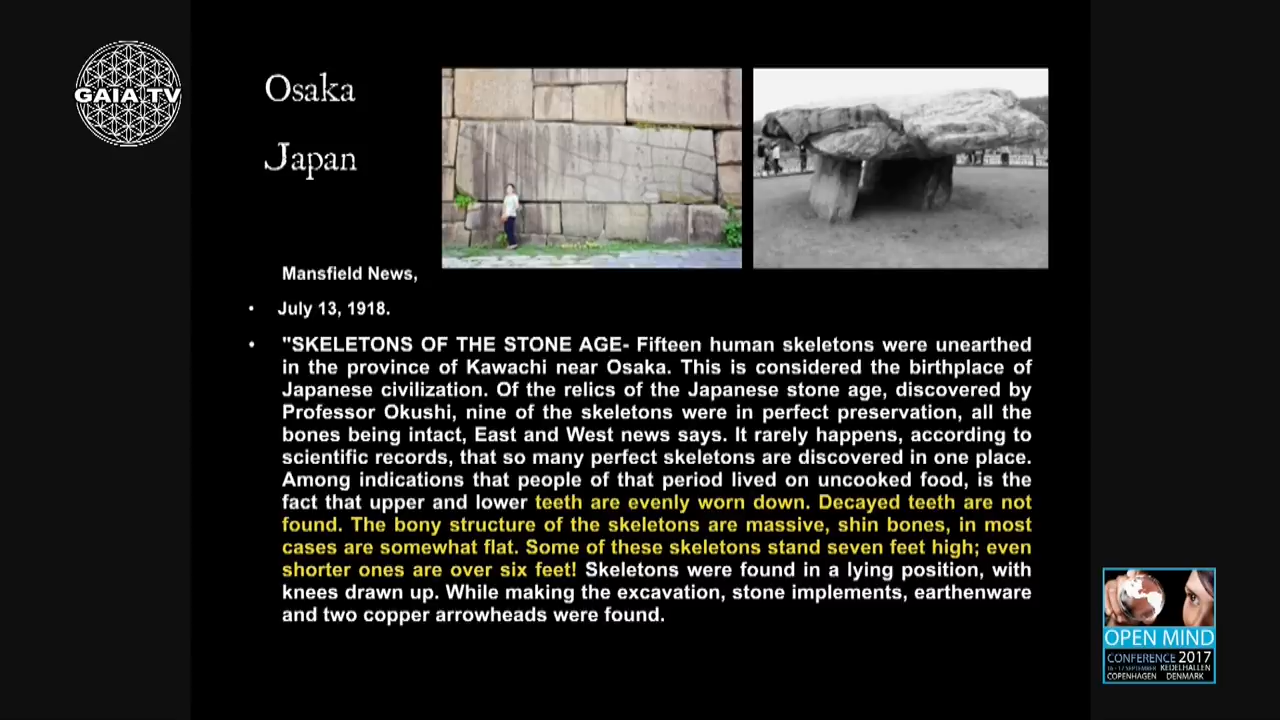 GAIA TV
Osaka
Japan
Mansfield News,
• July 13, 1918.
• "SKELETONS OF THE STONE AGE- Fifteen human skeletons were unearthed
in the province of Kawachi near Osaka. This is considered the birthplace of
Japanese civilization. Of the relics of the Japanese stone age, discovered by
Professor Okushi, nine of the skeletons were in perfect preservation, all the
bones being intact, East and West news says. It rarely happens, according to
scientific records, that so many perfect skeletons are discovered in one place.
Among indications that people of that period lived on uncooked food, is the
fact that upper and lower teeth are evenly worn down. Decayed teeth are not
found. The bony structure of the skeletons are massive, shin bones, in most
cases are somewhat flat. Some of these skeletons stand seven feet high; even
shorter ones are over six feet! Skeletons were found in a lying position, with
knees drawn up. While making the excavation, stone implements, earthenware
and two copper arrowheads were found.
OPEN MIND
CONFERENCE 2017
16 - 17 SEPTEMBER KEDELHALLEN
COPENHAGEN DENMARK